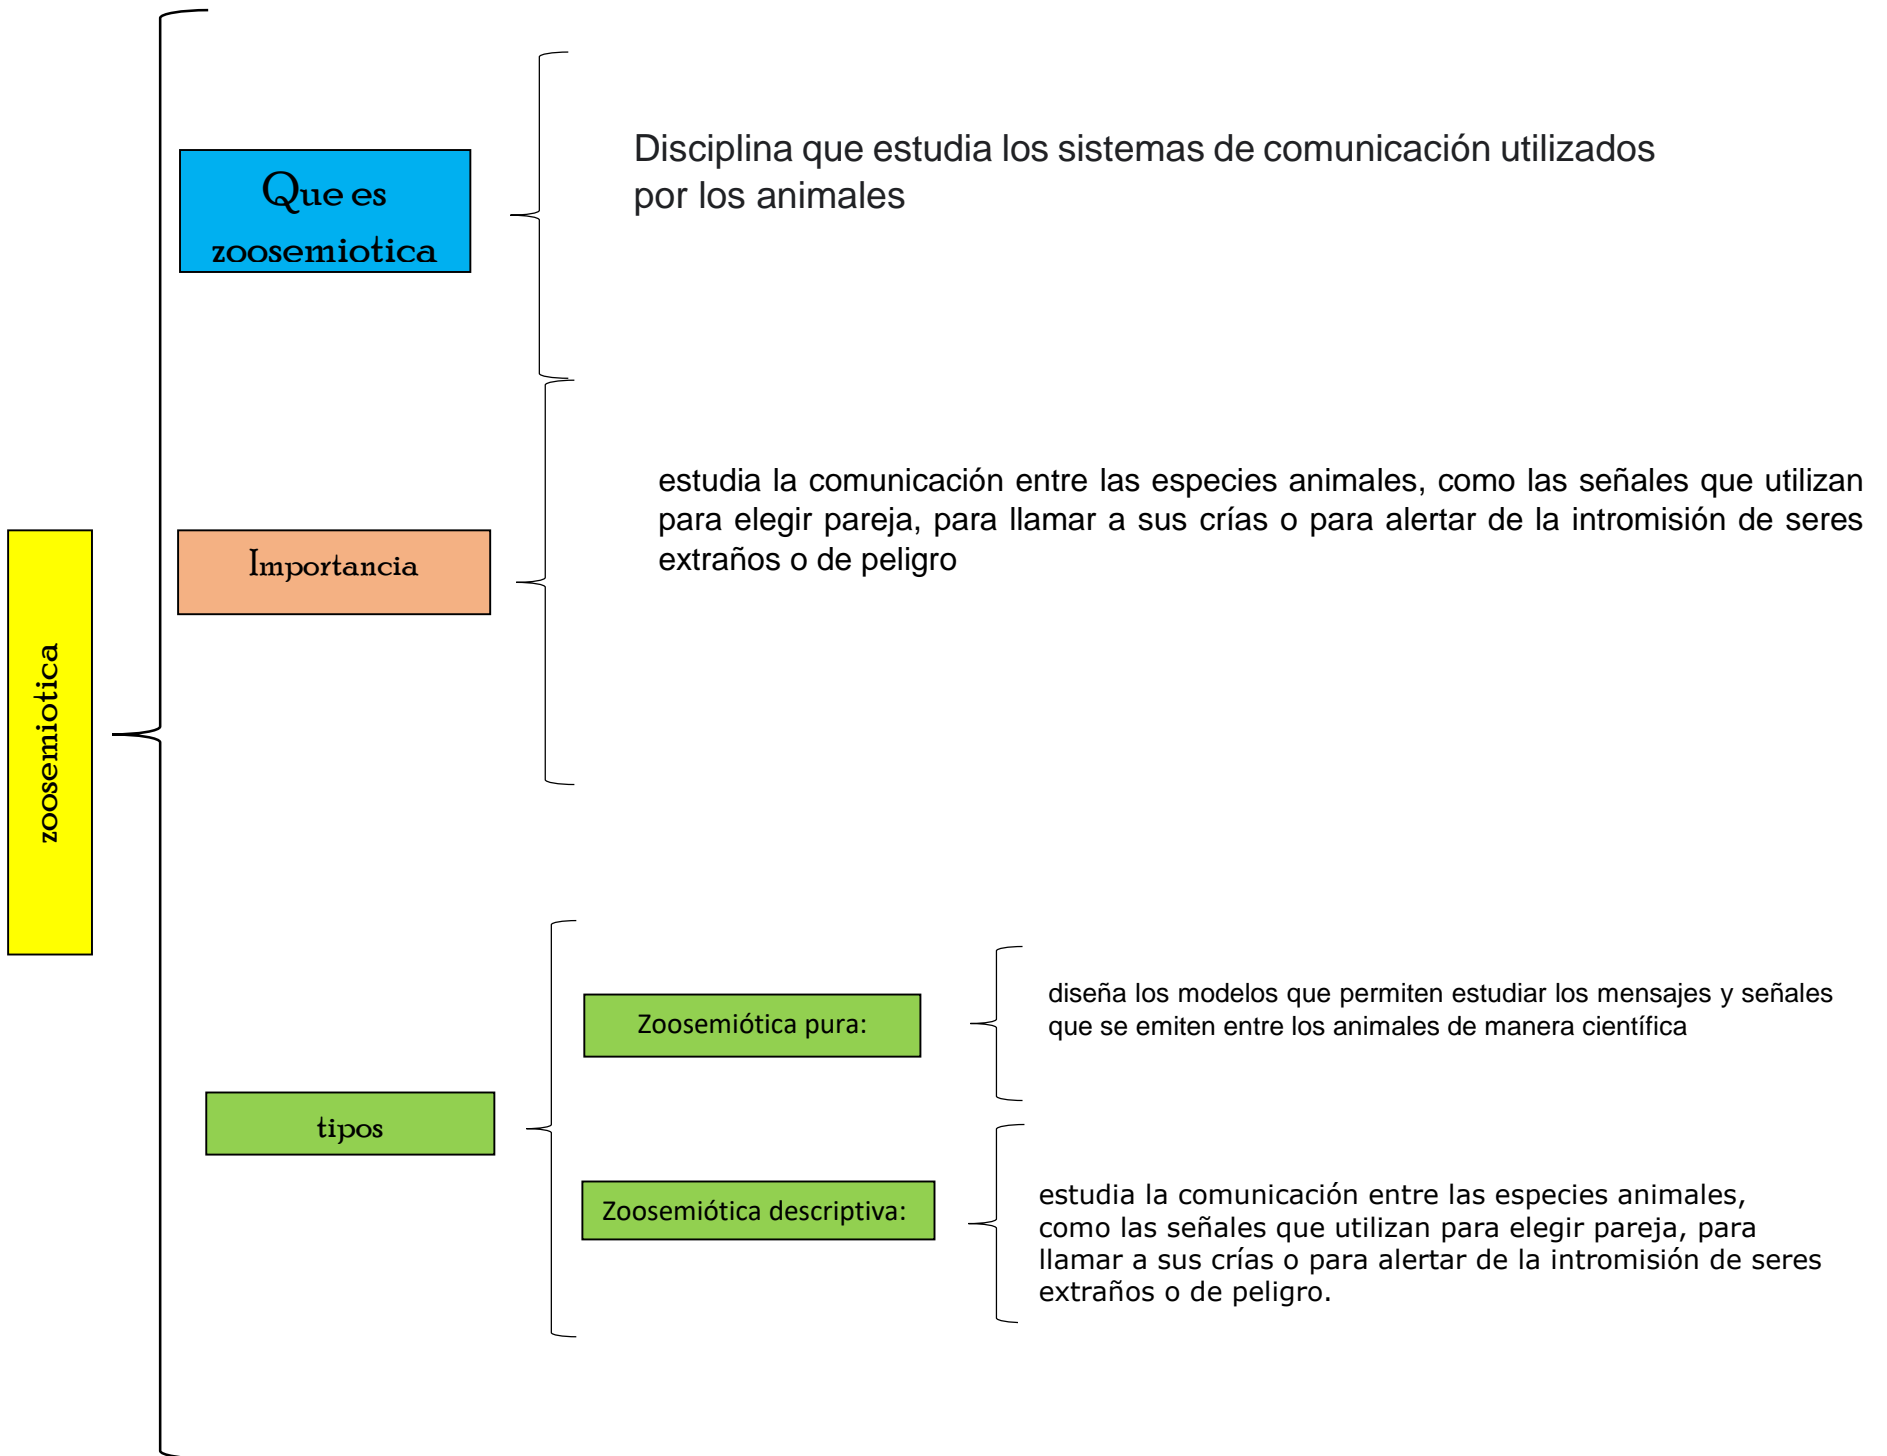 zoosemiotica
Que es
zoosemiotica
Disciplina que estudia los sistemas de comunicación utilizados
por los animales
Importancia
estudia la comunicación entre las especies animales, como las señales que utilizan
para elegir pareja, para llamar a sus crías o para alertar de la intromisión de seres
extraños o de peligro
tipos
Zoosemiótica pura:
diseña los modelos que permiten estudiar los mensajes y señales
que se emiten entre los animales de manera científica
Zoosemiótica descriptiva:
estudia la comunicación entre las especies animales,
como las señales que utilizan para elegir pareja, para
llamar a sus crías o para alertar de la intromisión de seres
extraños o de peligro.